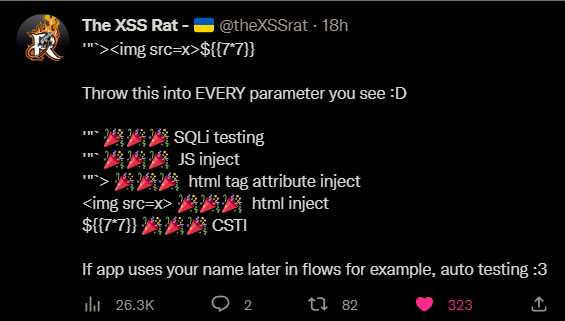 The XSS Rat - 🇺🇦 @theXSSrat · 18h
'"`><img src=x>${{7*7}}
Throw this into EVERY parameter you see :D
'"` 🎉🎉🎉 SQLi testing
'"` 🎉🎉🎉 JS inject
'"`> 🎉🎉🎉 html tag attribute inject
<img src=x> 🎉🎉🎉 html inject
${{7*7}} 🎉🎉🎉 CSTI
If app uses your name later in flows for example, auto testing :3
26.3K 2 82 323